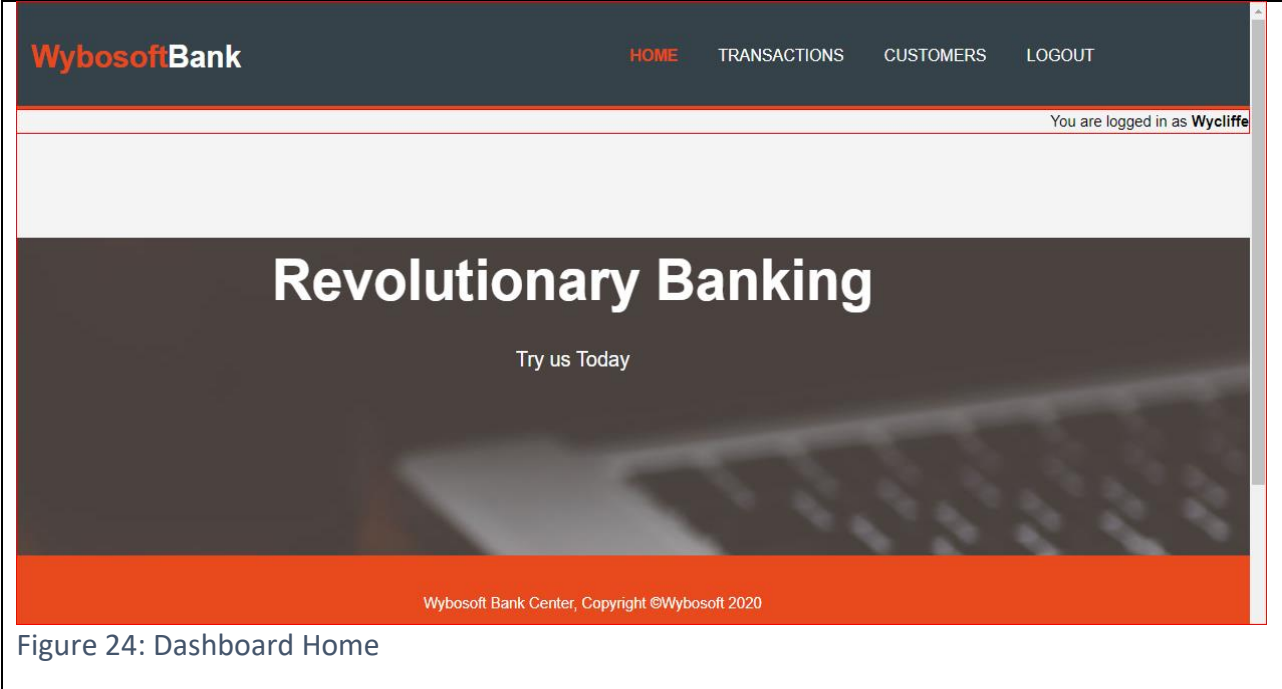 WybosoftBank HOME TRANSACTIONS CUSTOMERS LOGOUT
You are logged in as Wycliffe
Revolutionary Banking
Try us Today
Wybosoft Bank Center, Copyright ©Wybosoft 2020
Figure 24: Dashboard Home